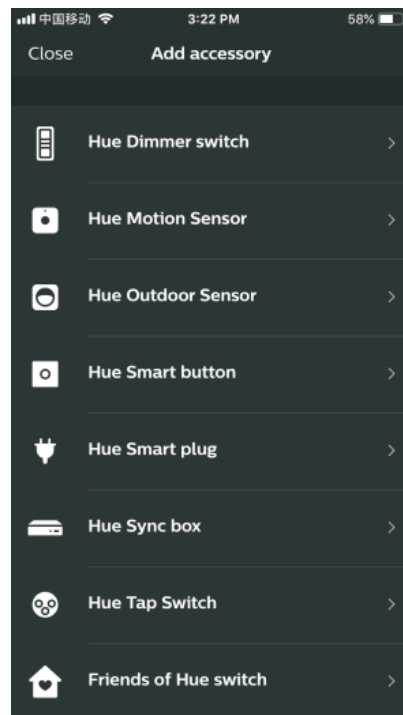 中国移动 3:22 PM 58%
Close Add accessory
Hue Dimmer switch
Hue Motion Sensor
Hue Outdoor Sensor
Hue Smart button
Hue Smart plug
Hue Sync box
Hue Tap Switch
Friends of Hue switch